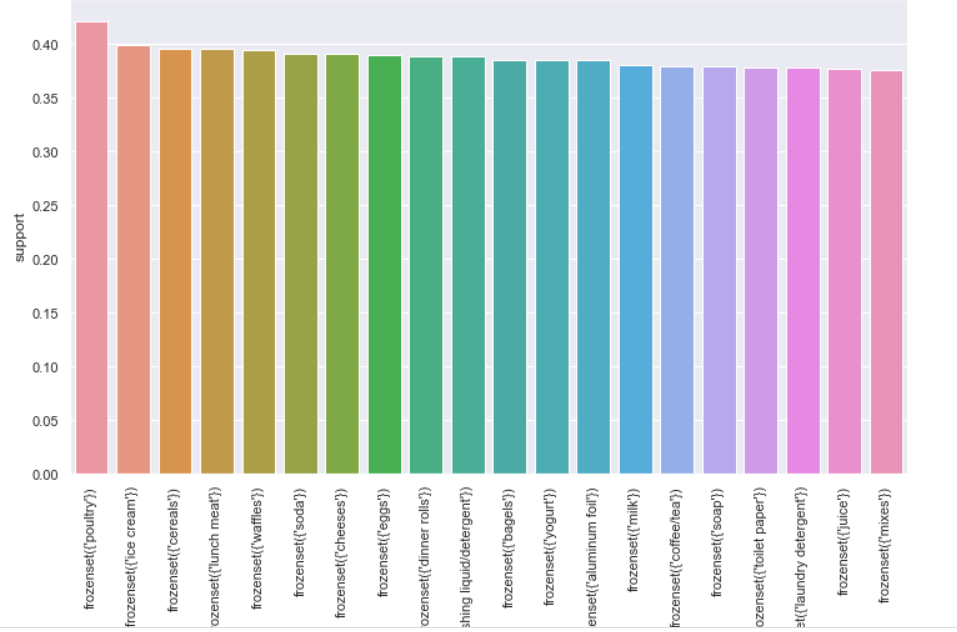 0.40
0.35
0.30
0.25
0.20
0.15
0.10
0.05
0.00
support
frozenset({'poultry'})
frozenset({'ice cream'})
frozenset({'cereals'})
rozenset({'lunch meat'})
frozenset({'waffles'})
frozenset({'soda'})
frozenset({'cheeses'})
frozenset({'eggs'})
ozenset({'dinner rolls'})
shing liquid/detergent'})
frozenset({'bagels'})
frozenset({'yogurt'})
enset({'aluminum foil'})
frozenset({'milk'})
frozenset({'coffee/tea'})
frozenset({'soap'})
ozenset({'toilet paper'})
et({'laundry detergent'})
frozenset({'juice'})
frozenset({'mixes'})